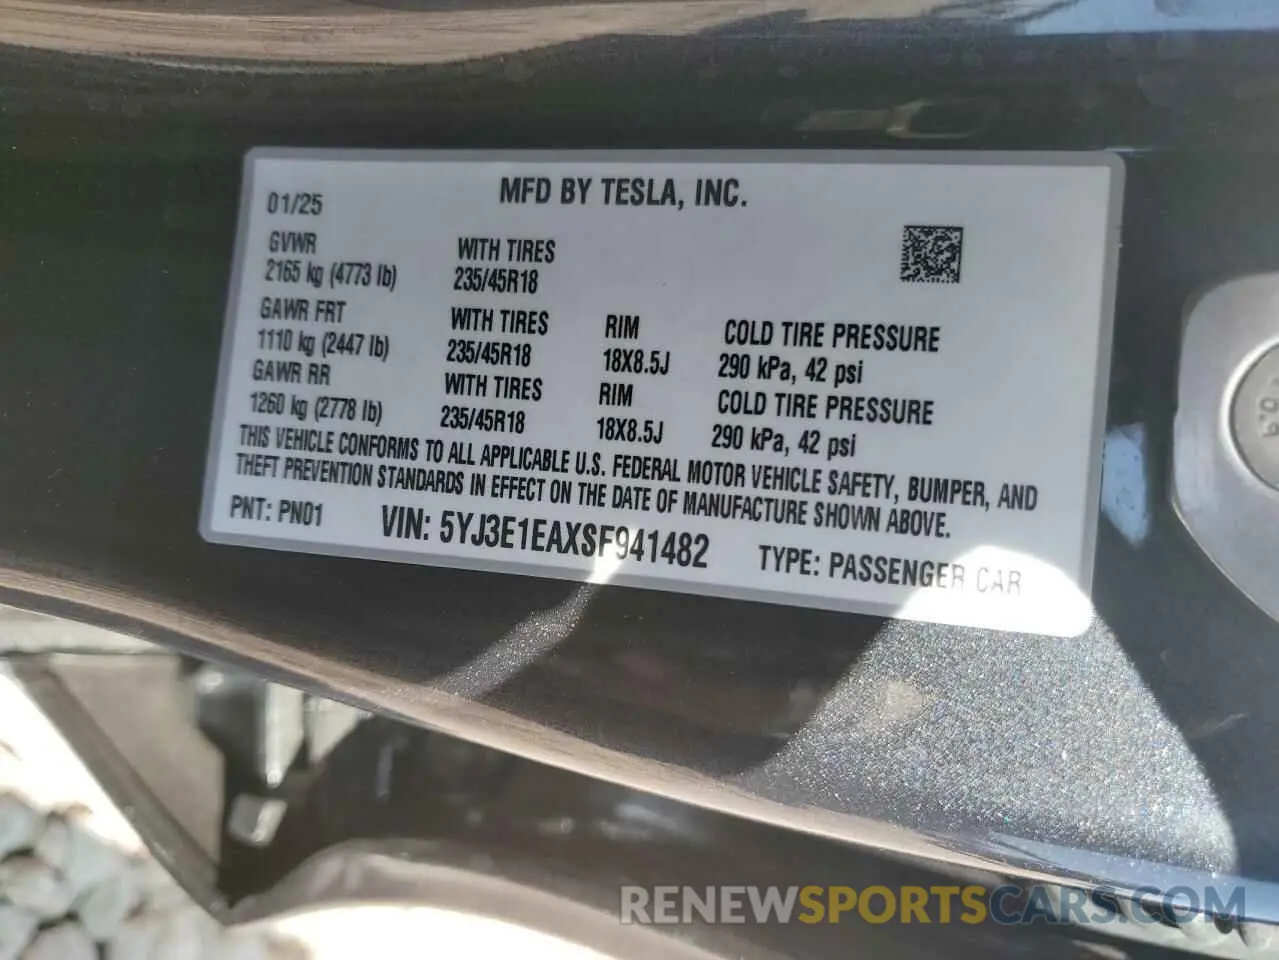 MFD BY TESLA, INC.
01/25
GVWR
2165 kg (4773 lb)
WITH TIRES
235/45R18
GAWR FRT
1110 kg (2447 lb)
WITH TIRES
235/45R18
RIM
18X8.5J
COLD TIRE PRESSURE
290 kPa, 42 psi
GAWR RR
1260 kg (2778 lb)
WITH TIRES
235/45R18
RIM
18X8.5J
COLD TIRE PRESSURE
290 kPa, 42 psi
THIS VEHICLE CONFORMS TO ALL APPLICABLE U.S. FEDERAL MOTOR VEHICLE SAFETY, BUMPER, AND
THEFT PREVENTION STANDARDS IN EFFECT ON THE DATE OF MANUFACTURE SHOWN ABOVE.
PNT: PN01
VIN: 5YJ3E1EAXSF941482
TYPE: PASSENGER CAR
RENEWSPORTSCARS.COM